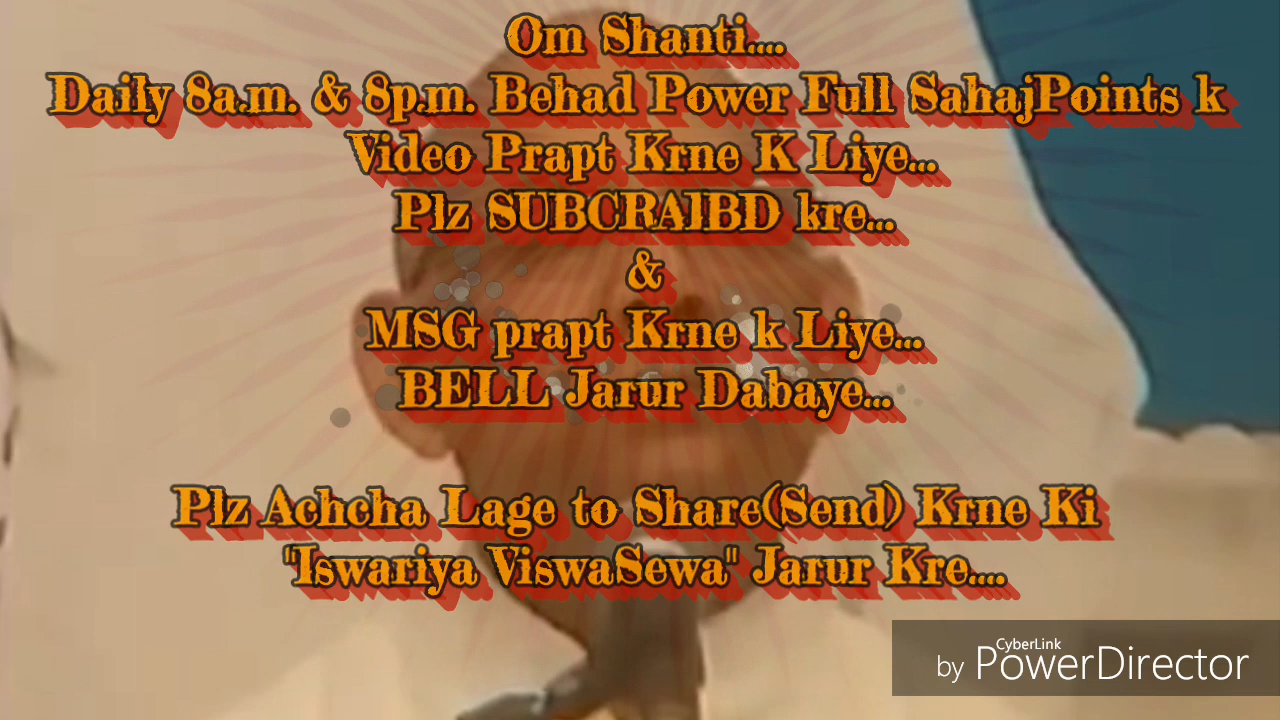 Om Shanti....
Daily 8a.m. & 8p.m. Behad Power Full SahajPoints k
Video Prapt Krne K Liye...
Plz SUBCRAIBD kre...
&
MSG prapt Krne k Liye...
BELL Jarur Dabaye...
Plz Achcha Lage to Share(Send) Krne Ki
"Iswariya ViswaSewa" Jarur Kre....
CyberLink
by PowerDirector